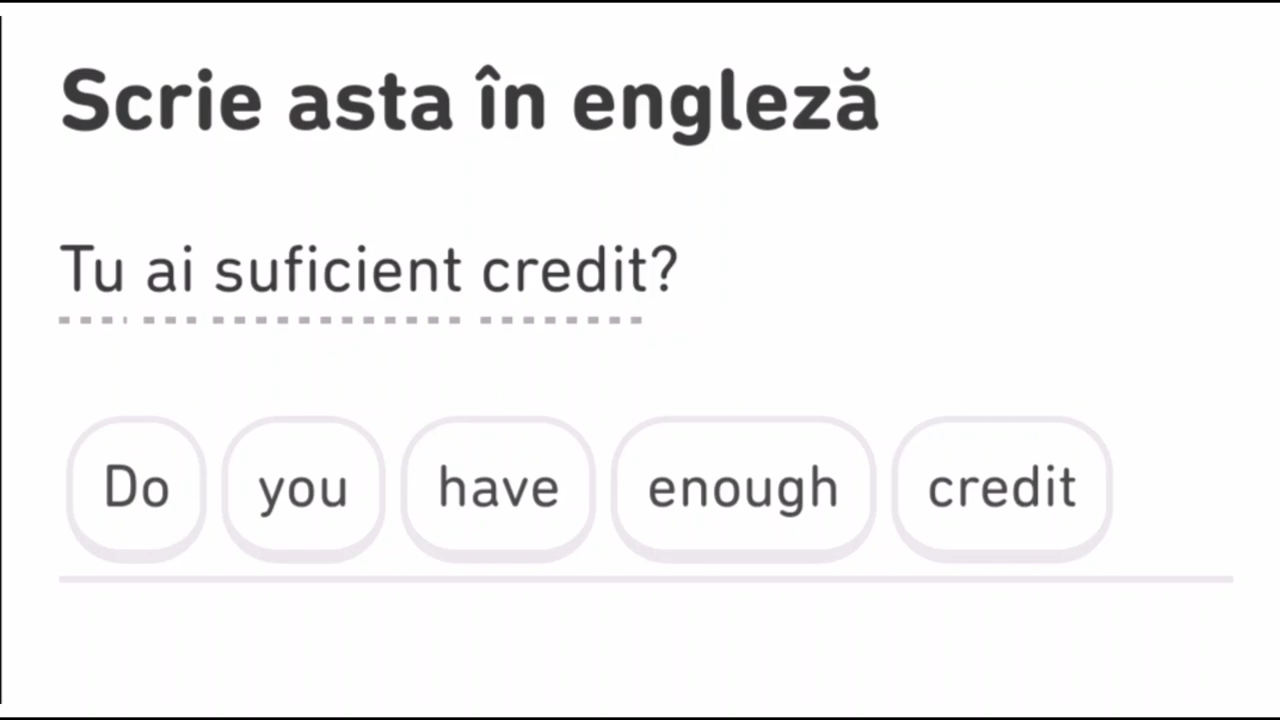 Scrie asta în engleză
Tu ai suficient credit?
Do you have enough credit